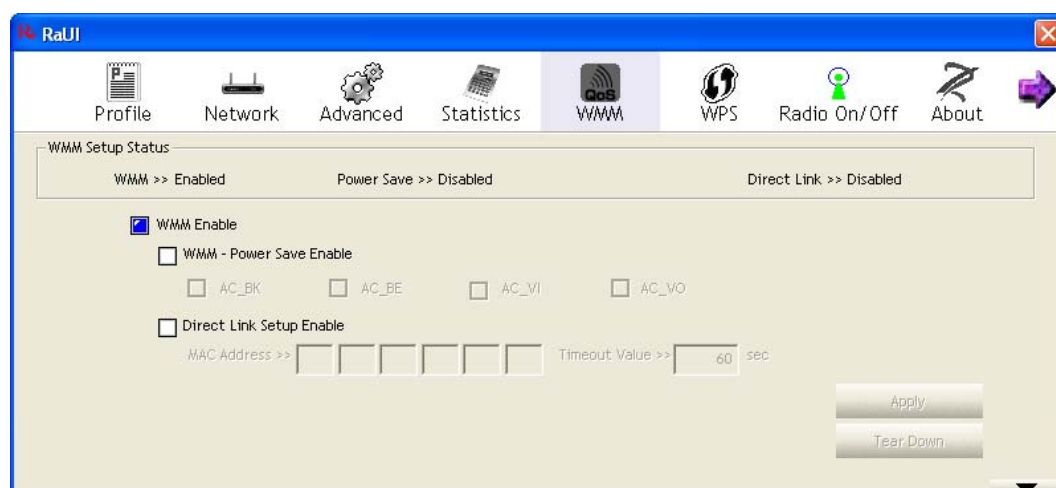 RaUI
Profile Network Advanced Statistics QoS WMM WPS Radio On/Off About
WMM Setup Status
WMM >> Enabled Power Save >> Disabled Direct Link >> Disabled
WMM Enable
WMM - Power Save Enable
AC_BK AC_BE AC_VI AC_VO
Direct Link Setup Enable
MAC Address >> Timeout Value >> 60 sec
Apply
Tear Down